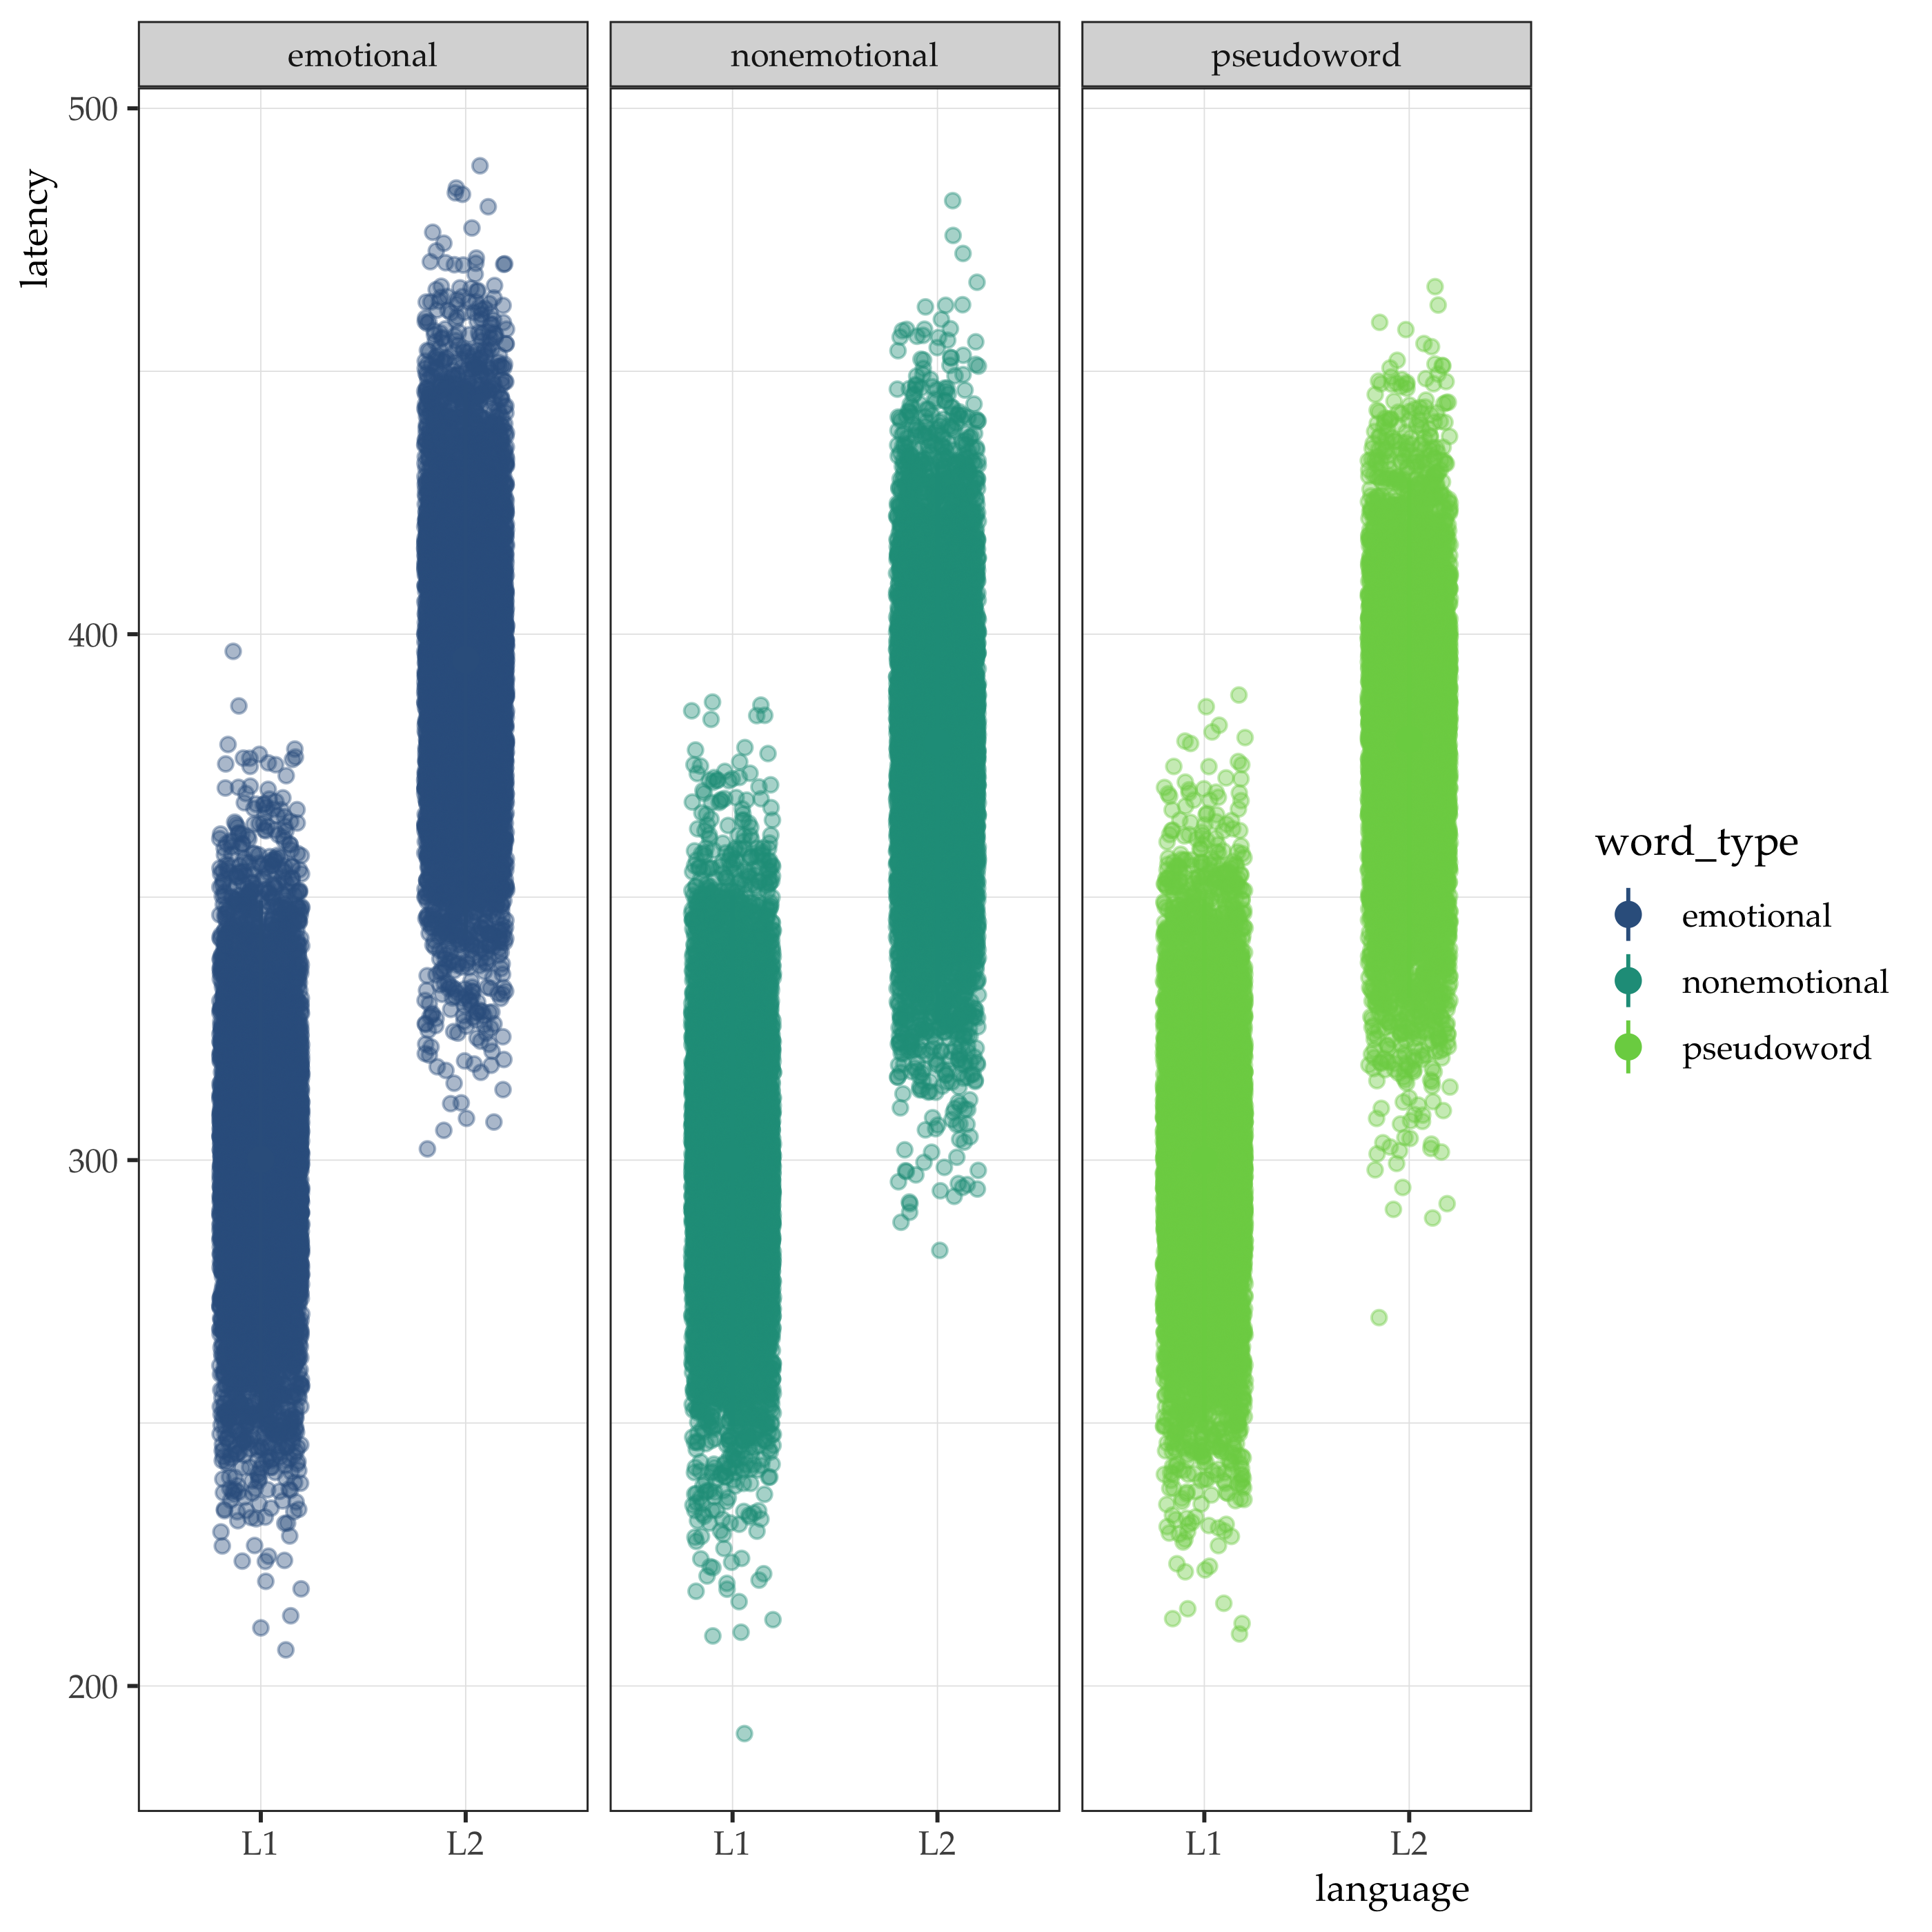 emotional
nonemotional
pseudoword
latency
500
400
300
200
L1
L2
L1
L2
L1
L2
language
word_type
emotional
nonemotional
pseudoword